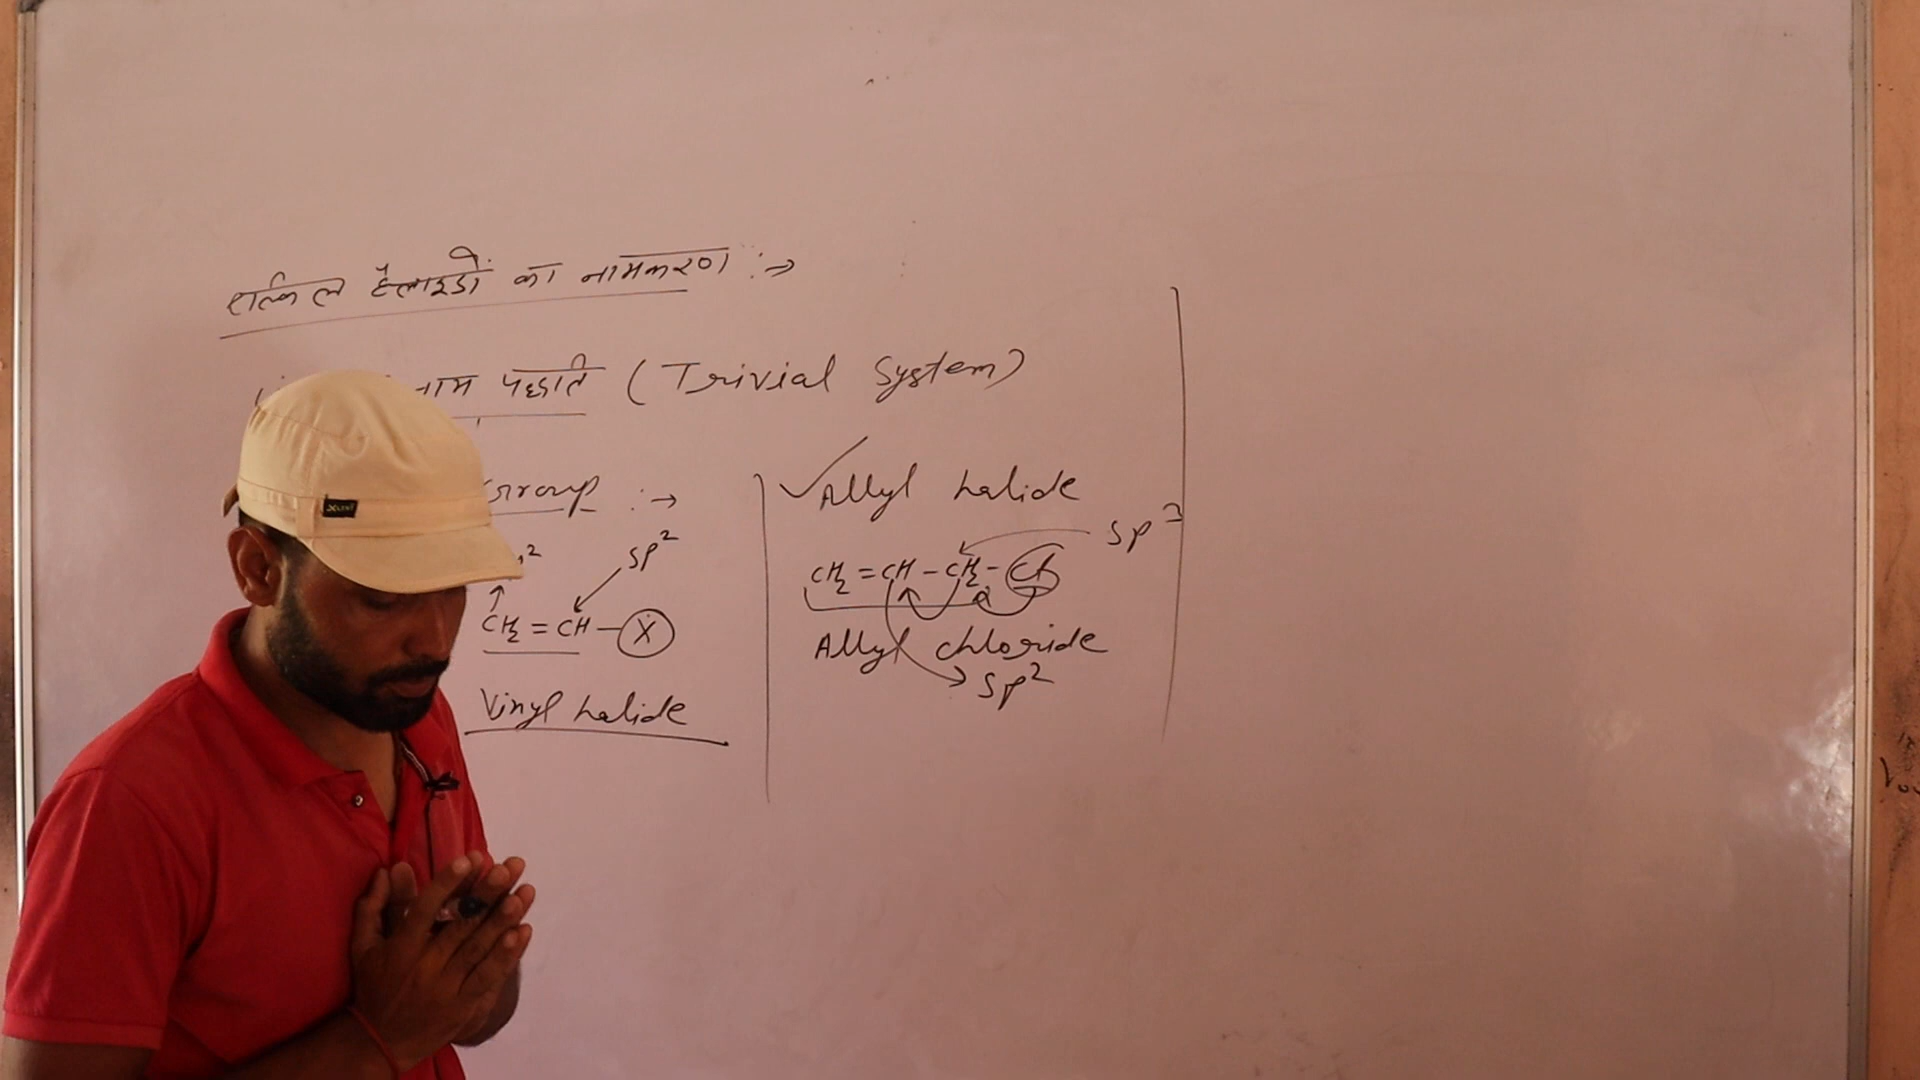 एल्किल हैलाइडों का नामकरण :→
नाम पद्धति (Trivial System)
Group :→
sp²
CH₂ = CH – X
Vinyl halide
Allyl halide
sp³
CH₂ = CH – CH₂ – Cl
Allyl chloride
sp²